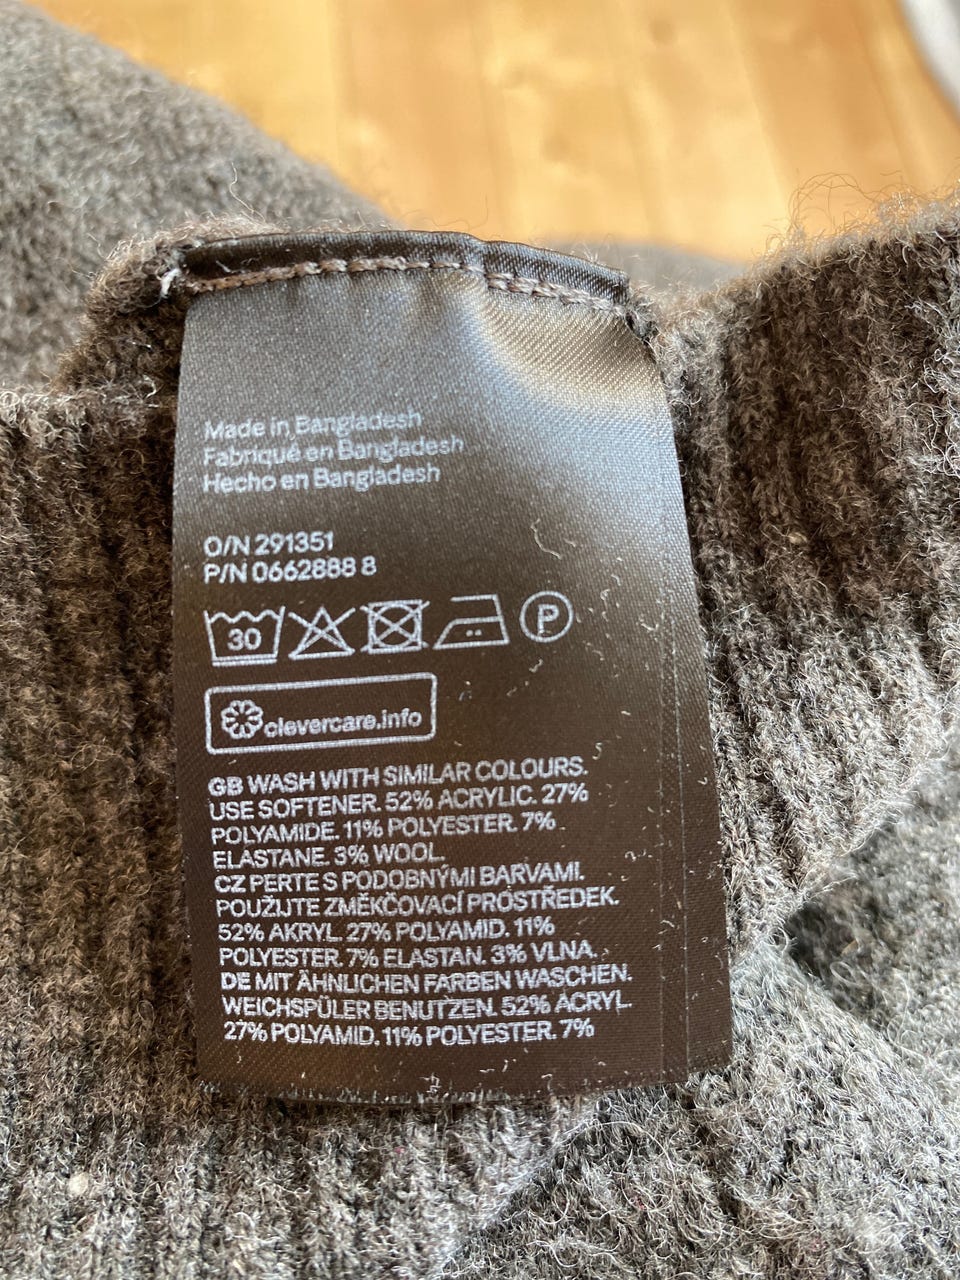 Made in Bangladesh
Fabriqué en Bangladesh
Hecho en Bangladesh
O/N 291351
P/N 0662888 8
30 P
clevercare.info
GB WASH WITH SIMILAR COLOURS.
USE SOFTENER. 52% ACRYLIC. 27%
POLYAMIDE. 11% POLYESTER. 7%
ELASTANE. 3% WOOL.
CZ PERTE S PODOBNÝMI BARVAMI.
POUŽIJTE ZMĚKČOVACÍ PROSTŘEDEK.
52% AKRYL. 27% POLYAMID. 11%
POLYESTER. 7% ELASTAN. 3% VLNA.
DE MIT ÄHNLICHEN FARBEN WASCHEN.
WEICHSPÜLER BENUTZEN. 52% ACRYL.
27% POLYAMID. 11% POLYESTER. 7%